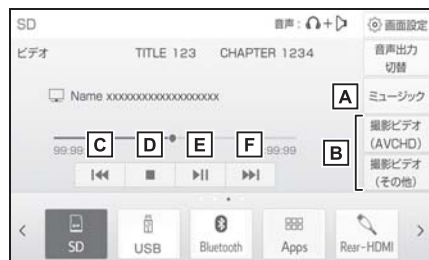 SD
音声:
画面設定
ビデオ
TITLE 123
CHAPTER 1234
音声出力
切替
Name xxxxxxxxxxxxxxxxxxxx
A
ミュージック
B
撮影ビデオ
(AVCHD)
撮影ビデオ
(その他)
99:99
C
D
E
F
99:99
SD
USB
Bluetooth
Apps
Rear-HDMI